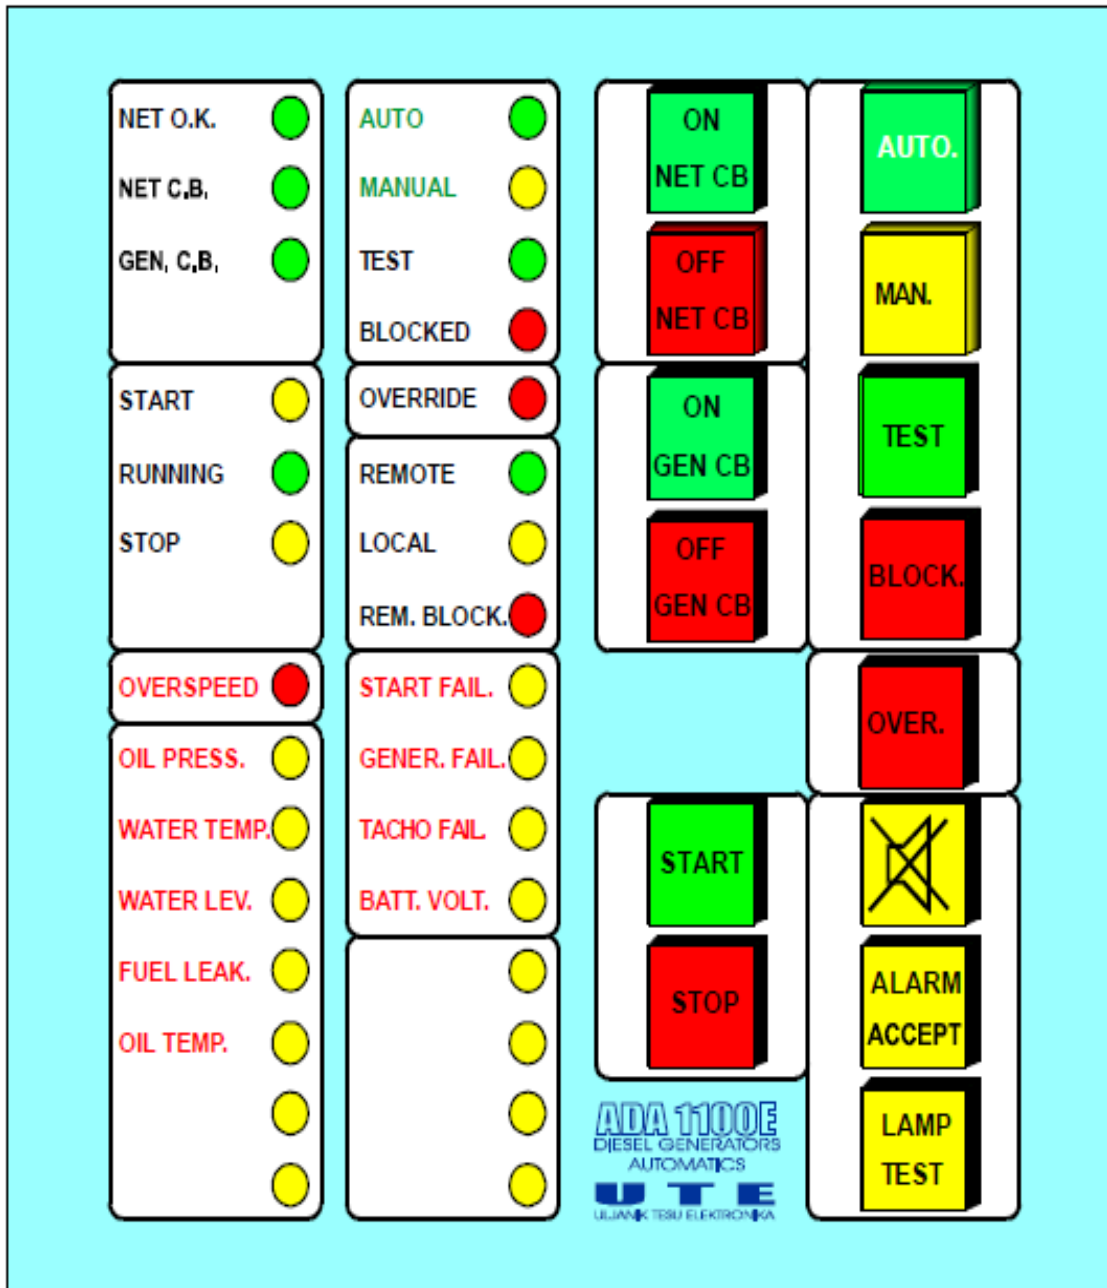 NET O.K.
NET C.B.
GEN. C.B.
START
RUNNING
STOP
OVERSPEED
OIL PRESS.
WATER TEMP.
WATER LEV.
FUEL LEAK.
OIL TEMP.
AUTO
MANUAL
TEST
BLOCKED
OVERRIDE
REMOTE
LOCAL
REM. BLOCK.
START FAIL.
GENER. FAIL.
TACHO FAIL.
BATT. VOLT.
ON
NET CB
OFF
NET CB
ON
GEN CB
OFF
GEN CB
START
STOP
ADA 1100E
DIESEL GENERATORS
AUTOMATICS
UTE
ULJANIK TESU ELEKTRONIKA
AUTO.
MAN.
TEST
BLOCK.
OVER.
ALARM
ACCEPT
LAMP
TEST